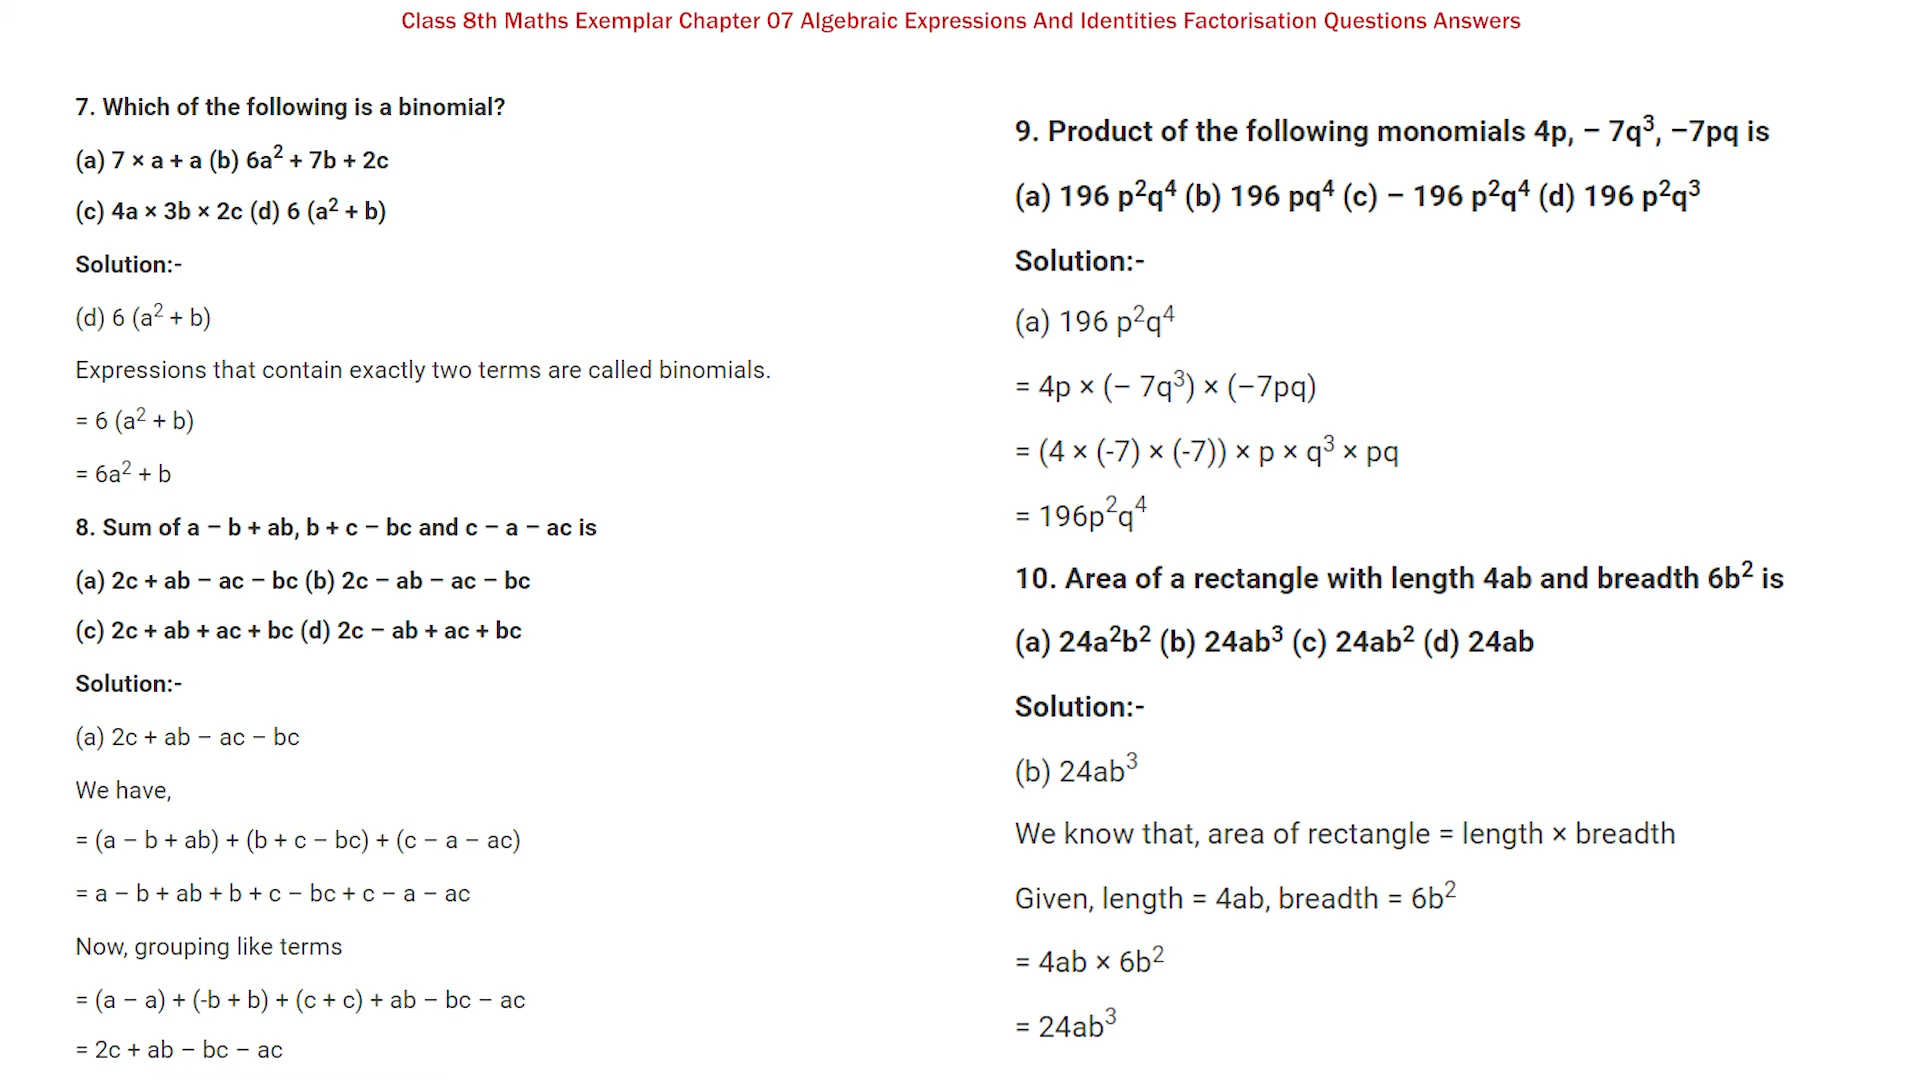 Class 8th Maths Exemplar Chapter 07 Algebraic Expressions And Identities Factorisation Questions Answers
7. Which of the following is a binomial?
(a) 7 × a + a (b) 6a² + 7b + 2c
(c) 4a × 3b × 2c (d) 6 (a² + b)
Solution:-
(d) 6 (a² + b)
Expressions that contain exactly two terms are called binomials.
= 6 (a² + b)
= 6a² + b
8. Sum of a – b + ab, b + c – bc and c – a – ac is
(a) 2c + ab – ac – bc (b) 2c – ab – ac – bc
(c) 2c + ab + ac + bc (d) 2c – ab + ac + bc
Solution:-
(a) 2c + ab – ac – bc
We have,
= (a – b + ab) + (b + c – bc) + (c – a – ac)
= a – b + ab + b + c – bc + c – a – ac
Now, grouping like terms
= (a – a) + (-b + b) + (c + c) + ab – bc – ac
= 2c + ab – bc – ac
9. Product of the following monomials 4p, – 7q³, –7pq is
(a) 196 p²q⁴ (b) 196 pq⁴ (c) – 196 p²q⁴ (d) 196 p²q³
Solution:-
(a) 196 p²q⁴
= 4p × (– 7q³) × (–7pq)
= (4 × (-7) × (-7)) × p × q³ × pq
= 196p²q⁴
10. Area of a rectangle with length 4ab and breadth 6b² is
(a) 24a²b² (b) 24ab³ (c) 24ab² (d) 24ab
Solution:-
(b) 24ab³
We know that, area of rectangle = length × breadth
Given, length = 4ab, breadth = 6b²
= 4ab × 6b²
= 24ab³